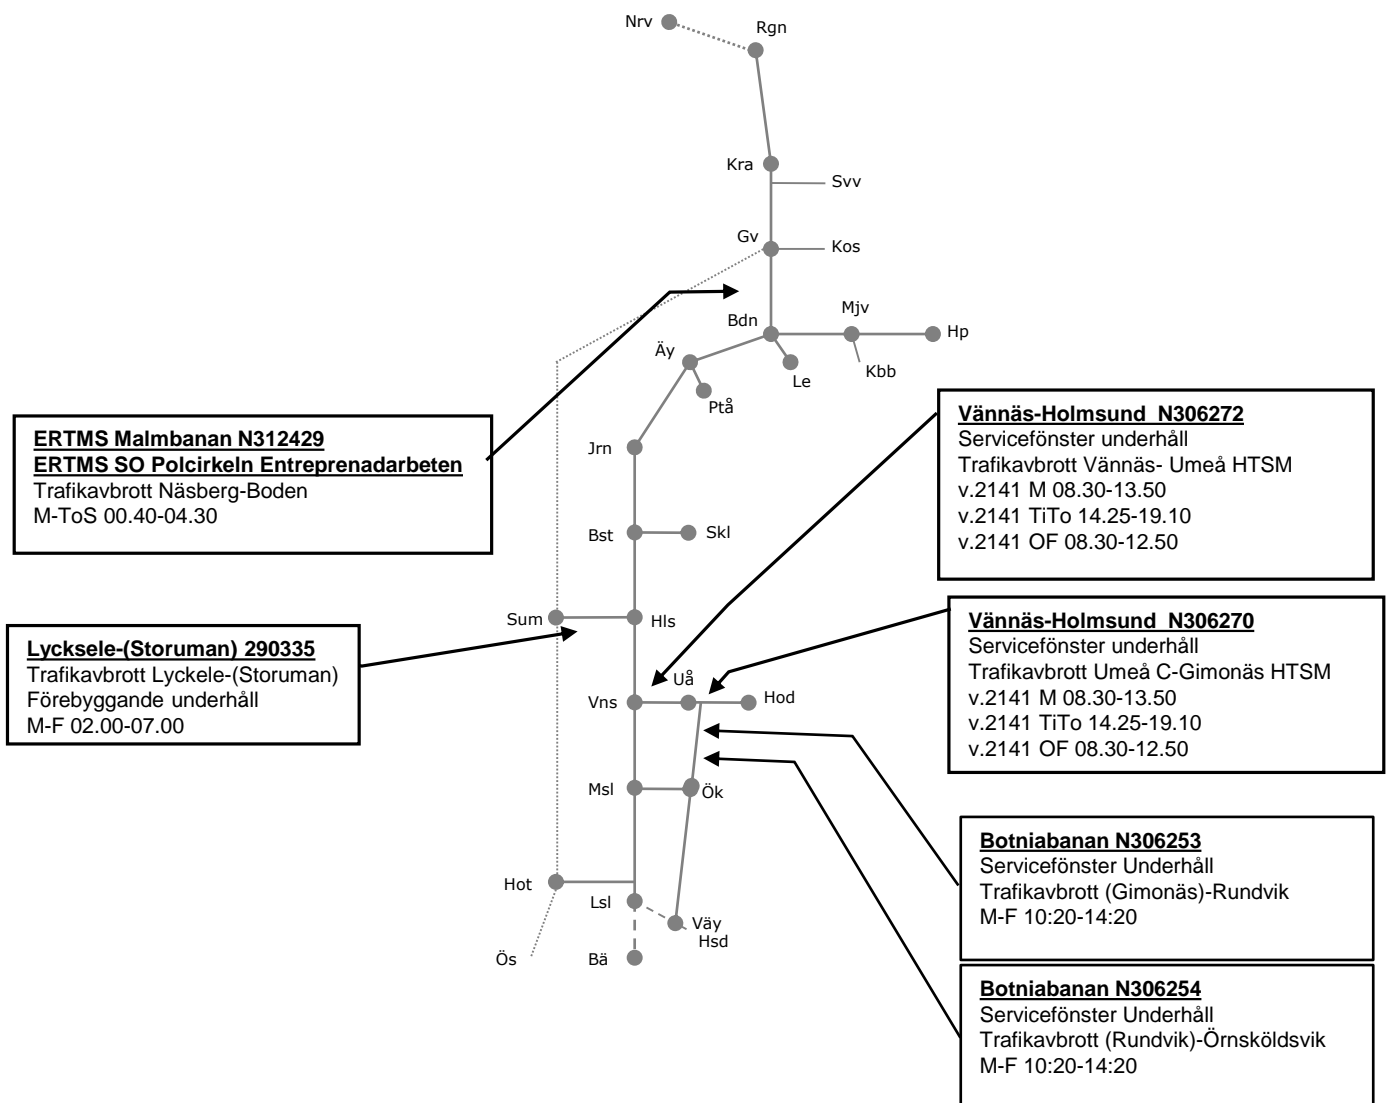 Nrv
Rgn
Kra
Svv
Gv
Kos
Bdn
Mjv
Hp
Äy
Le
Kbb
Ptå
Jrn
Bst
Skl
Sum
Hls
Uå
Vns
Hod
Msl
Ök
Hot
Lsl
Väy
Hsd
Ös
Bä
ERTMS Malmbanan N312429
ERTMS SO Polcirkeln Entreprenadarbeten
Trafikavbrott Näsberg-Boden
M-ToS 00.40-04.30
Lycksele-(Storuman) 290335
Trafikavbrott Lyckele-(Storuman)
Förebyggande underhåll
M-F 02.00-07.00
Vännäs-Holmsund N306272
Servicefönster underhåll
Trafikavbrott Vännäs- Umeå HTSM
v.2141 M 08.30-13.50
v.2141 TiTo 14.25-19.10
v.2141 OF 08.30-12.50
Vännäs-Holmsund N306270
Servicefönster underhåll
Trafikavbrott Umeå C-Gimonäs HTSM
v.2141 M 08.30-13.50
v.2141 TiTo 14.25-19.10
v.2141 OF 08.30-12.50
Botniabanan N306253
Servicefönster Underhåll
Trafikavbrott (Gimonäs)-Rundvik
M-F 10:20-14:20
Botniabanan N306254
Servicefönster Underhåll
Trafikavbrott (Rundvik)-Örnsköldsvik
M-F 10:20-14:20